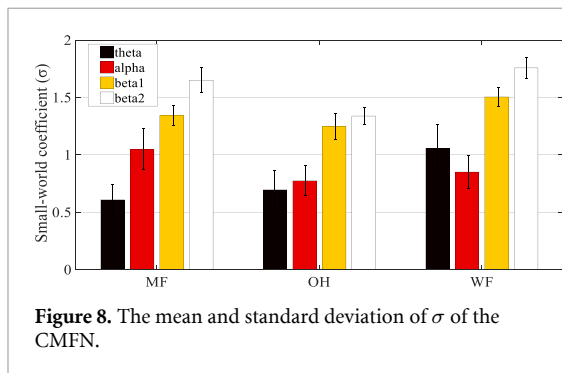 2
1.5
1
0.5
0
Small-world coefficient (σ)
theta
alpha
beta1
beta2
MF OH WF
Figure 8. The mean and standard deviation of σ of the
CMFN.